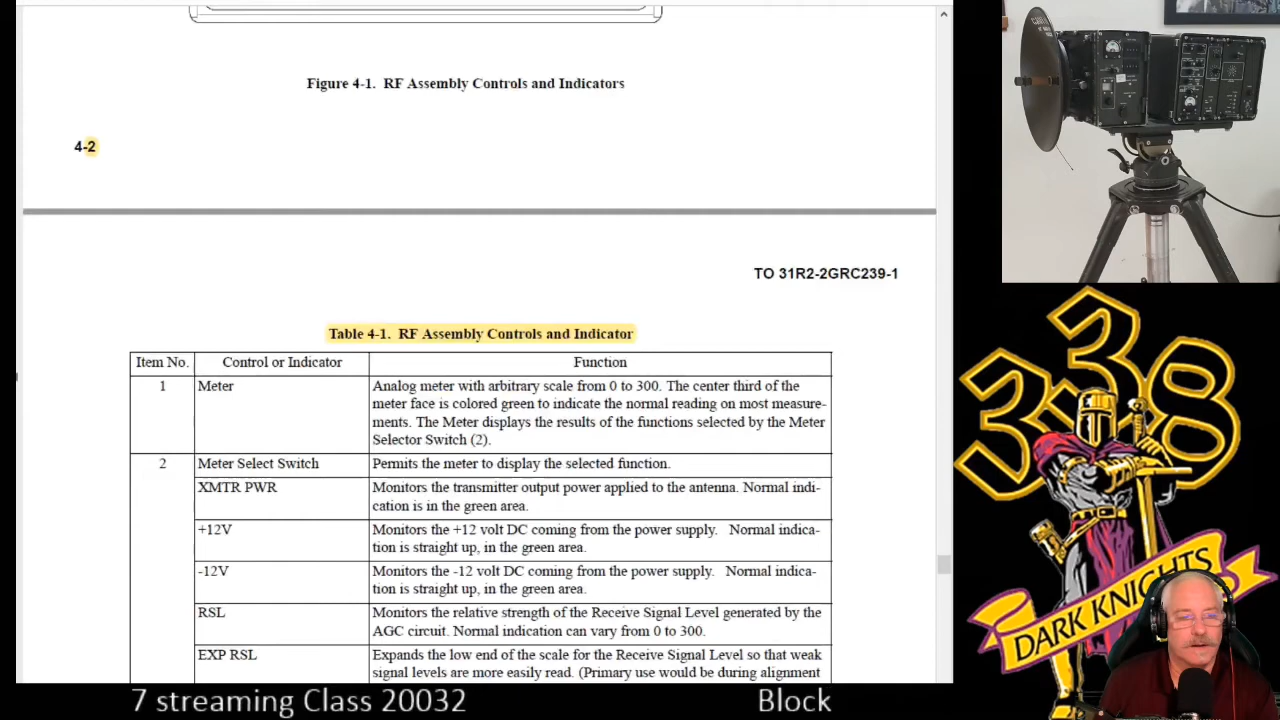 Figure 4-1. RF Assembly Controls and Indicators
4-2
TO 31R2-2GRC239-1
Table 4-1. RF Assembly Controls and Indicator
Item No. Control or Indicator Function
1 Meter Analog meter with arbitrary scale from 0 to 300. The center third of the
meter face is colored green to indicate the normal reading on most measure-
ments. The Meter displays the results of the functions selected by the Meter
Selector Switch (2).
2 Meter Select Switch Permits the meter to display the selected function.
XMTR PWR Monitors the transmitter output power applied to the antenna. Normal indi-
cation is in the green area.
+12V Monitors the +12 volt DC coming from the power supply. Normal indica-
tion is straight up, in the green area.
-12V Monitors the -12 volt DC coming from the power supply. Normal indica-
tion is straight up, in the green area.
RSL Monitors the relative strength of the Receive Signal Level generated by the
AGC circuit. Normal indication can vary from 0 to 300.
EXP RSL Expands the low end of the scale for the Receive Signal Level so that weak
signal levels are more easily read. (Primary use would be during alignment
338
DARK KNIGHTS
7 streaming Class 20032 Block